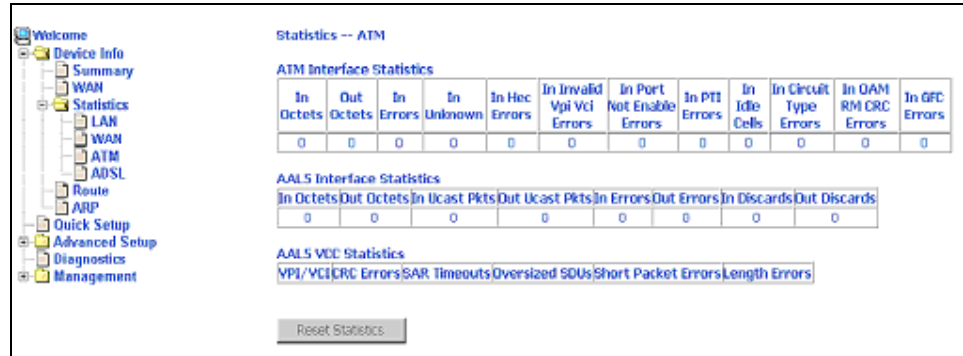 Welcome
Device Info
Summary
WAN
Statistics
LAN
WAN
ATM
ADSL
Route
ARP
Quick Setup
Advanced Setup
Diagnostics
Management
Statistics -- ATM
ATM Interface Statistics
In Octets Out Octets In Errors In Unknown In Hec Errors In Invalid Vpi Vci Errors In Port Not Enable Errors In PTI Errors In Idle Cells In Circuit Type Errors In OAM RM CRC Errors In GFC Errors
0 0 0 0 0 0 0 0 0 0 0 0
AAL5 Interface Statistics
In Octets Out Octets In Ucast Pkts Out Ucast Pkts In Errors Out Errors In Discards Out Discards
0 0 0 0 0 0 0 0
AAL5 VCC Statistics
VPI/VCI CRC Errors SAR Timeouts Oversized SDUs Short Packet Errors Length Errors
Reset Statistics